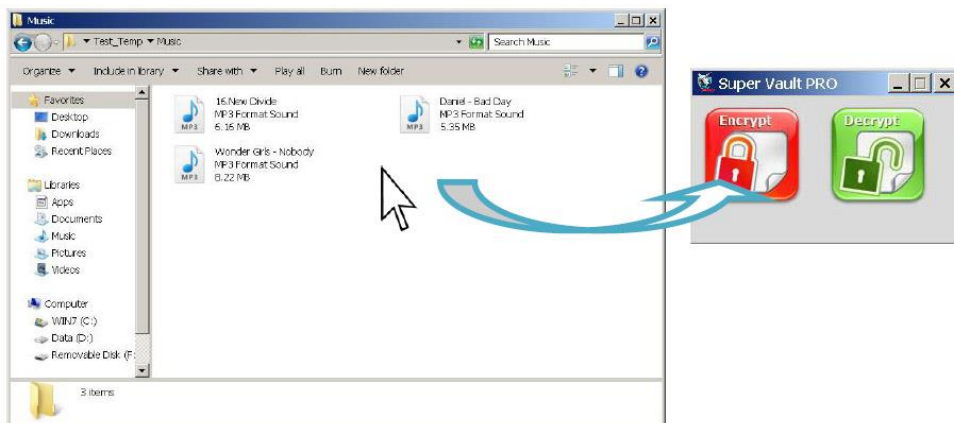 Music
Test_Temp Music
Search Music
Organize Include in library Share with Play all Burn New folder
Favorites
Desktop
Downloads
Recent Places
Libraries
Apps
Documents
Music
Pictures
Videos
Computer
WIN7 (C:)
Data (D:)
Removable Disk (F:
16.New Divide
MP3 Format Sound
6.16 MB
MP3
Daniel - Bad Day
MP3 Format Sound
5.35 MB
MP3
Wonder Girls - Nobody
MP3 Format Sound
8.22 MB
MP3
3 items
Super Vault PRO
Encrypt
Decrypt